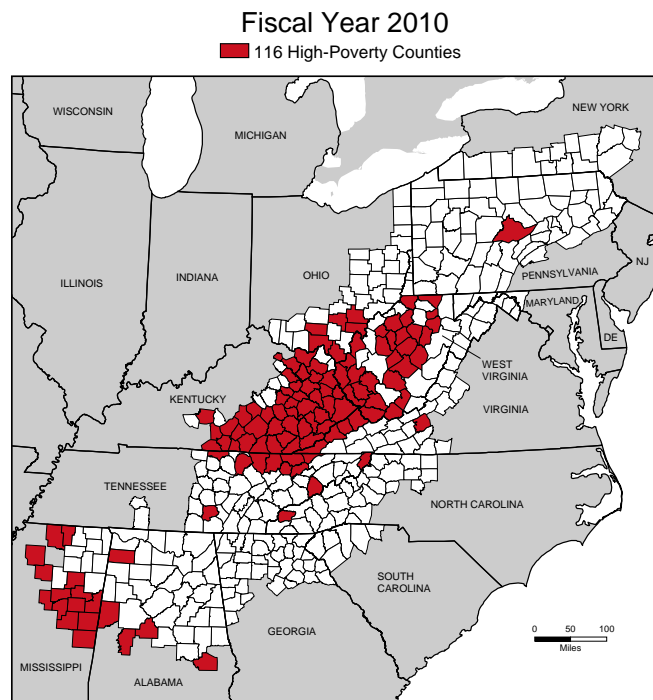 Fiscal Year 2010
116 High-Poverty Counties
WISCONSIN
MICHIGAN
NEW YORK
ILLINOIS
INDIANA
OHIO
PENNSYLVANIA
NJ
MARYLAND
DE
WEST
VIRGINIA
KENTUCKY
VIRGINIA
TENNESSEE
NORTH CAROLINA
SOUTH
CAROLINA
GEORGIA
MISSISSIPPI
ALABAMA
0 50 100
Miles